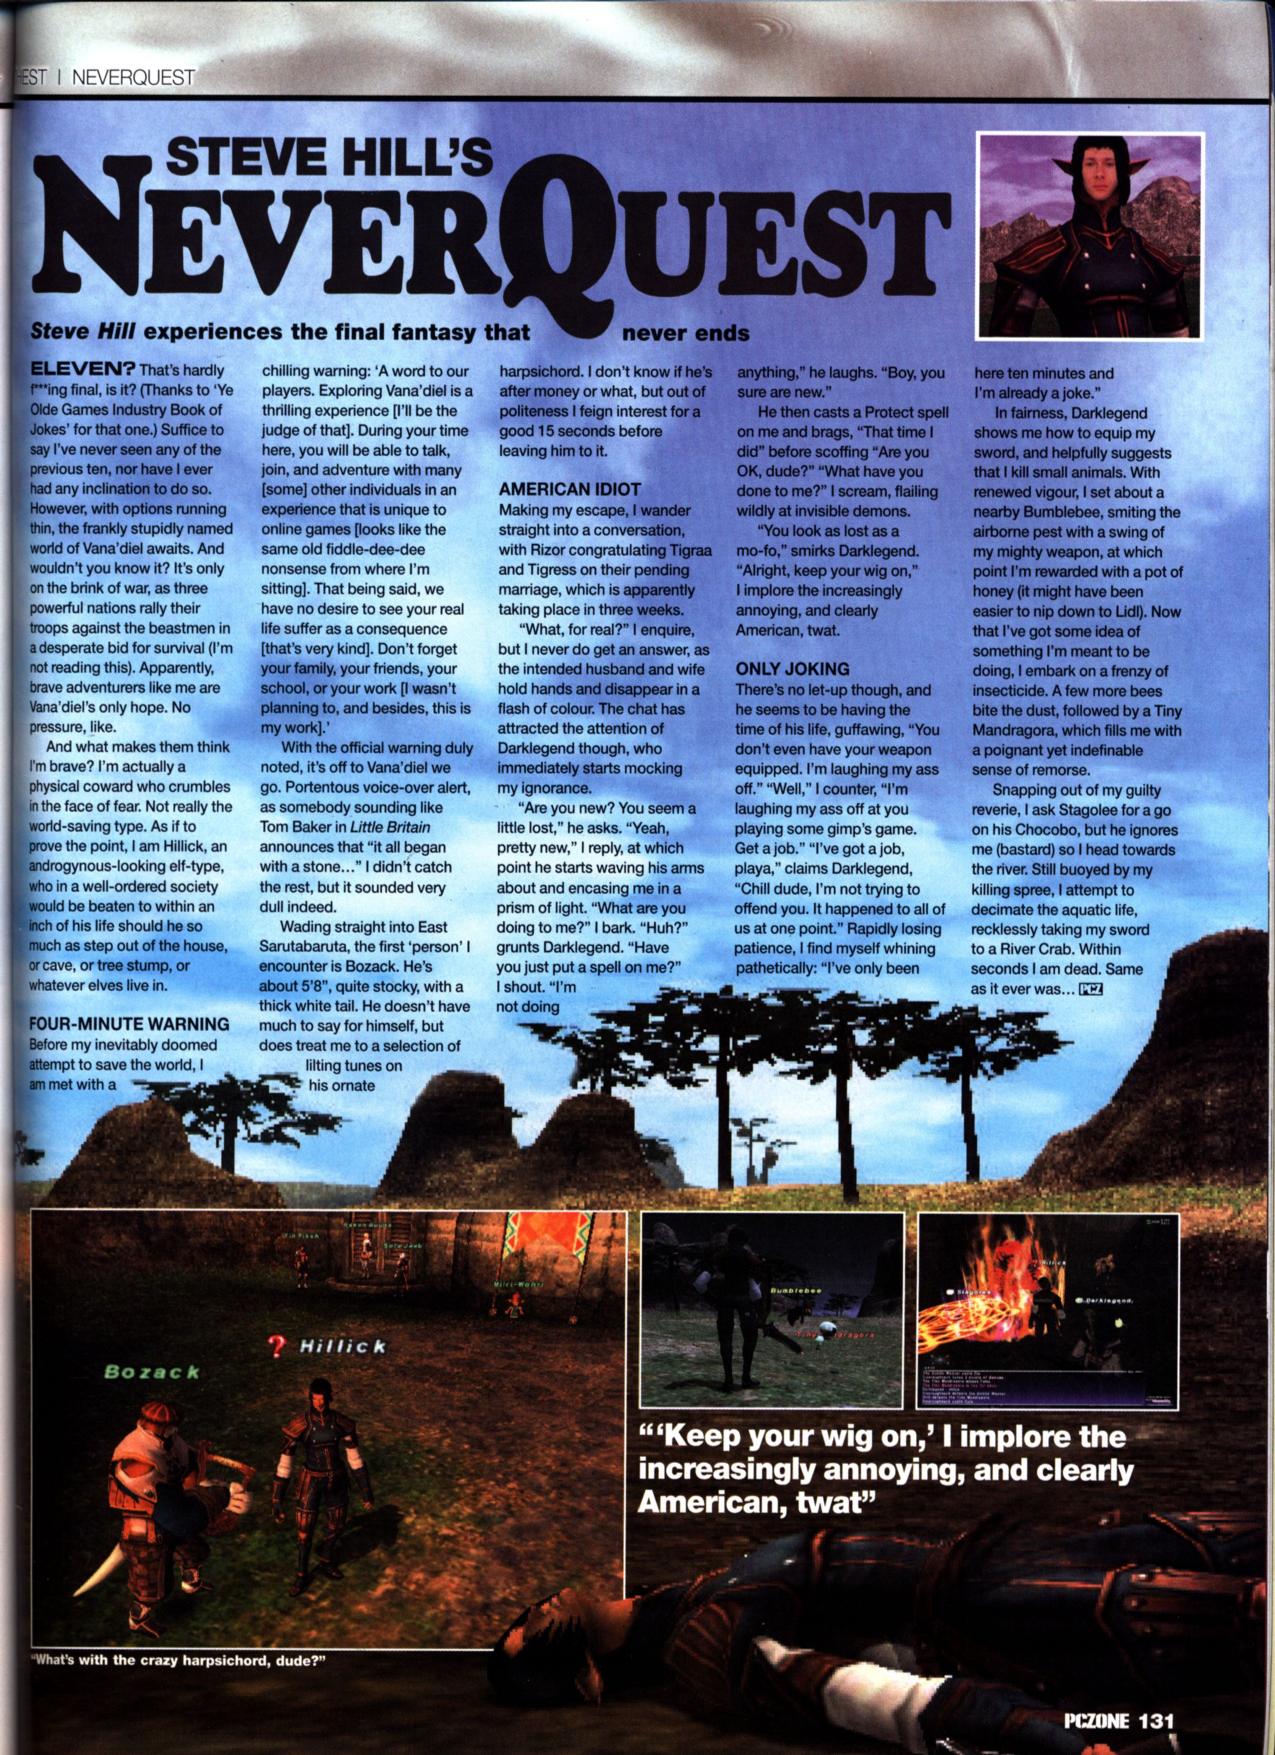 HEST | NEVERQUEST
STEVE HILL'S
NEVERQUEST
Steve Hill experiences the final fantasy that never ends
ELEVEN? That's hardly
f***ing final, is it? (Thanks to 'Ye
Olde Games Industry Book of
Jokes' for that one.) Suffice to
say I've never seen any of the
previous ten, nor have I ever
had any inclination to do so.
However, with options running
thin, the frankly stupidly named
world of Vana'diel awaits. And
wouldn't you know it? It's only
on the brink of war, as three
powerful nations rally their
troops against the beastmen in
a desperate bid for survival (I'm
not reading this). Apparently,
brave adventurers like me are
Vana'diel's only hope. No
pressure, like.
And what makes them think
I'm brave? I'm actually a
physical coward who crumbles
in the face of fear. Not really the
world-saving type. As if to
prove the point, I am Hillick, an
androgynous-looking elf-type,
who in a well-ordered society
would be beaten to within an
inch of his life should he so
much as step out of the house,
or cave, or tree stump, or
whatever elves live in.
FOUR-MINUTE WARNING
Before my inevitably doomed
attempt to save the world, I
am met with a
chilling warning: 'A word to our
players. Exploring Vana'diel is a
thrilling experience [I'll be the
judge of that]. During your time
here, you will be able to talk,
join, and adventure with many
[some] other individuals in an
experience that is unique to
online games [looks like the
same old fiddle-dee-dee
nonsense from where I'm
sitting]. That being said, we
have no desire to see your real
life suffer as a consequence
[that's very kind]. Don't forget
your family, your friends, your
school, or your work [I wasn't
planning to, and besides, this is
my work].'
With the official warning duly
noted, it's off to Vana'diel we
go. Portentous voice-over alert,
as somebody sounding like
Tom Baker in Little Britain
announces that "it all began
with a stone..." I didn't catch
the rest, but it sounded very
dull indeed.
Wading straight into East
Sarutabaruta, the first 'person' I
encounter is Bozack. He's
about 5'8", quite stocky, with a
thick white tail. He doesn't have
much to say for himself, but
does treat me to a selection of
lilting tunes on
his ornate
harpsichord. I don't know if he's
after money or what, but out of
politeness I feign interest for a
good 15 seconds before
leaving him to it.
AMERICAN IDIOT
Making my escape, I wander
straight into a conversation,
with Rizor congratulating Tigraa
and Tigress on their pending
marriage, which is apparently
taking place in three weeks.
"What, for real?" I enquire,
but I never do get an answer, as
the intended husband and wife
hold hands and disappear in a
flash of colour. The chat has
attracted the attention of
Darklegend though, who
immediately starts mocking
my ignorance.
"Are you new? You seem a
little lost," he asks. "Yeah,
pretty new," I reply, at which
point he starts waving his arms
about and encasing me in a
prism of light. "What are you
doing to me?" I bark. "Huh?"
grunts Darklegend. "Have
you just put a spell on me?"
I shout. "I'm
not doing
anything," he laughs. "Boy, you
sure are new."
He then casts a Protect spell
on me and brags, "That time I
did" before scoffing "Are you
OK, dude?" "What have you
done to me?" I scream, flailing
wildly at invisible demons.
"You look as lost as a
mo-fo," smirks Darklegend.
"Alright, keep your wig on,"
I implore the increasingly
annoying, and clearly
American, twat.
ONLY JOKING
There's no let-up though, and
he seems to be having the
time of his life, guffawing, "You
don't even have your weapon
equipped. I'm laughing my ass
off." "Well," I counter, "I'm
laughing my ass off at you
playing some gimp's game.
Get a job." "I've got a job,
playa," claims Darklegend,
"Chill dude, I'm not trying to
offend you. It happened to all of
us at one point." Rapidly losing
patience, I find myself whining
pathetically: "I've only been
here ten minutes and
I'm already a joke."
In fairness, Darklegend
shows me how to equip my
sword, and helpfully suggests
that I kill small animals. With
renewed vigour, I set about a
nearby Bumblebee, smiting the
airborne pest with a swing of
my mighty weapon, at which
point I'm rewarded with a pot of
honey (it might have been
easier to nip down to Lidl). Now
that I've got some idea of
something I'm meant to be
doing, I embark on a frenzy of
insecticide. A few more bees
bite the dust, followed by a Tiny
Mandragora, which fills me with
a poignant yet indefinable
sense of remorse.
Snapping out of my guilty
reverie, I ask Stagolee for a go
on his Chocobo, but he ignores
me (bastard) so I head towards
the river. Still buoyed by my
killing spree, I attempt to
decimate the aquatic life,
recklessly taking my sword
to a River Crab. Within
seconds I am dead. Same
as it ever was... PCZ
? Hillick
Bozack
Bumblebee
Hillick
Stagolee
Darklegend
"'Keep your wig on,' I implore the
increasingly annoying, and clearly
American, twat"
"What's with the crazy harpsichord, dude?"
PCZONE 131